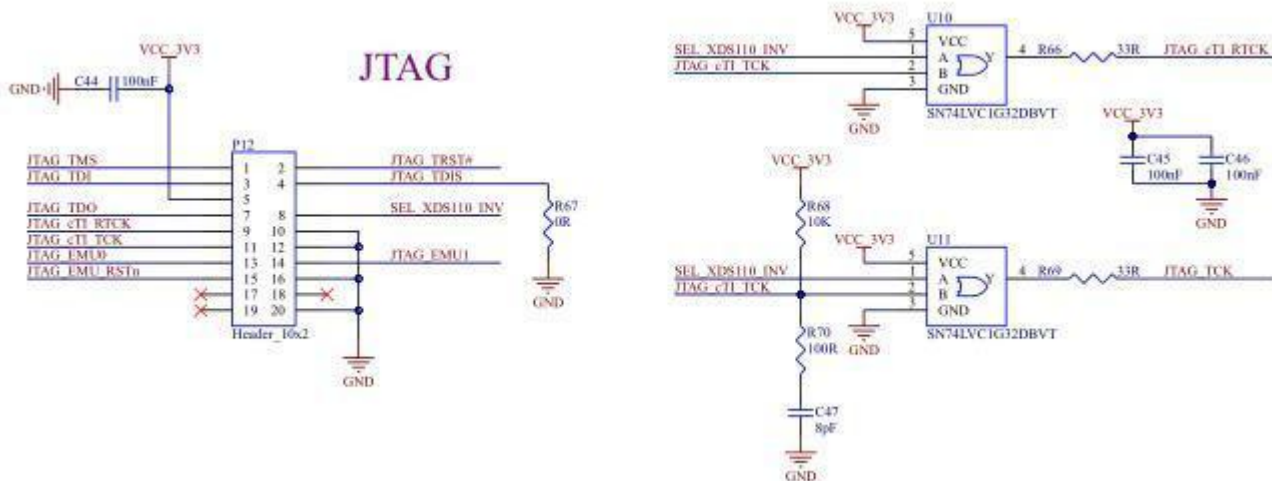 JTAG
VCC_3V3
C44
100nF
GND
P12
JTAG_TMS 1 2 JTAG_TRST#
JTAG_TDI 3 4 JTAG_TDIS
5
JTAG_TDO 7 8 SEL_XDS110_INV
JTAG_cTI_RTCK 9 10
JTAG_cTI_TCK 11 12
JTAG_EMU0 13 14 JTAG_EMU1
JTAG_EMU_RSTn 15 16
17 18
19 20
Header_10x2
GND
R67
0R
GND
VCC_3V3
U10
5 VCC
SEL_XDS110_INV 1 A Y 4 R66 33R JTAG_cTI_RTCK
JTAG_cTI_TCK 2 B
3 GND
GND
SN74LVC1G32DBVT
VCC_3V3
C45
100nF
C46
100nF
GND
VCC_3V3
R68
10K
VCC_3V3
U11
5 VCC
SEL_XDS110_INV 1 A Y 4 R69 33R JTAG_TCK
JTAG_cTI_TCK 2 B
3 GND
GND
SN74LVC1G32DBVT
R70
100R
C47
8pF
GND